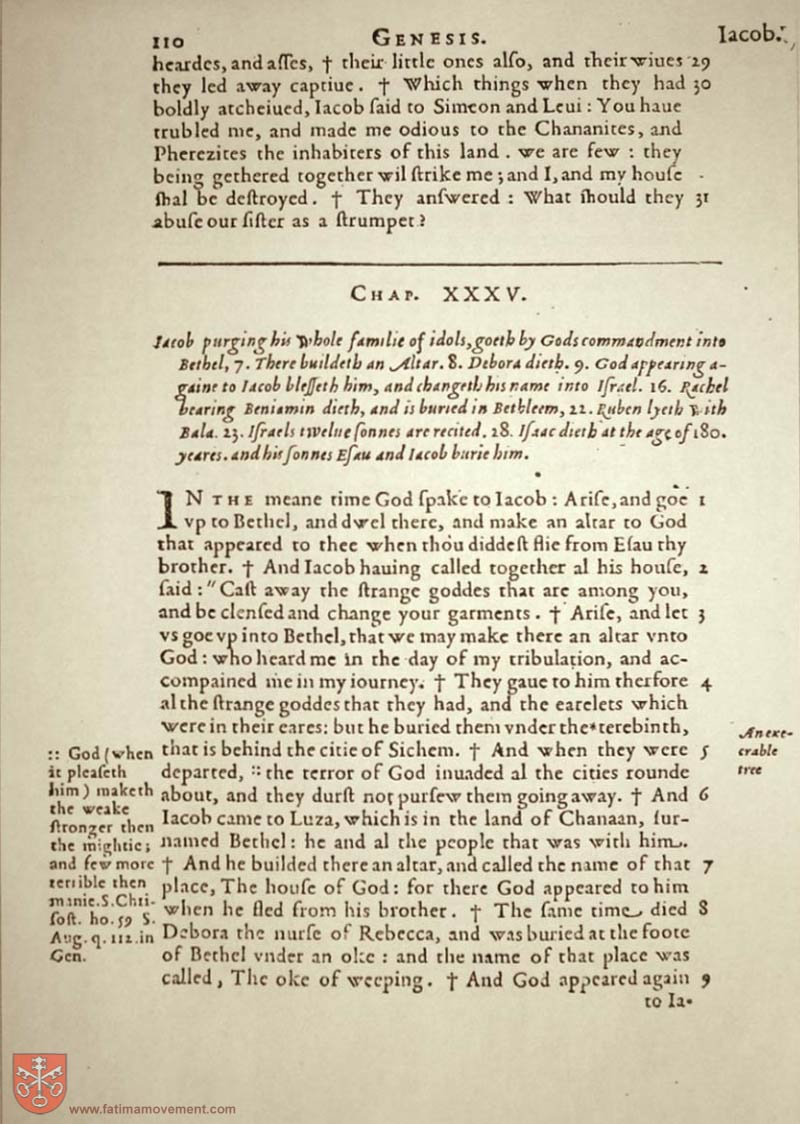 110 GENESIS. Iacob.
heardes, and asses, † their little ones also, and their wiues 29
they led away captiue. † Which things when they had 30
boldly atcheiued, Iacob said to Simeon and Leui : You haue
trubled me, and made me odious to the Chananites, and
Pherezites the inhabiters of this land . we are few : they
being gethered together wil strike me ; and I, and my house
shal be destroyed. † They answered : What should they 31
abuse our sister as a strumpet ?
CHAP. XXXV.
Iacob purging his whole familie of idols, goeth by Gods commandment into
Bethel, 7. There buildeth an Altar. 8. Debora dieth. 9. God appearing a-
gaine to Iacob blesseth him, and changeth his name into Israel. 16. Rachel
bearing Beniamin dieth, and is buried in Bethleem, 22. Ruben lyeth with
Bala. 23. Israels twelue sonnes are recited. 28. Isaac dieth at the age of 180.
yeares. and his sonnes Esau and Iacob burie him.
IN THE meane time God spake to Iacob : Arise, and goe 1
vp to Bethel, and dwel there, and make an altar to God
that appeared to thee when thou diddest flie from Esau thy
brother. † And Iacob hauing called together al his house, 2
said : " Cast away the strange goddes that are among you,
and be clensed and change your garments . † Arise, and let 3
vs goe vp into Bethel, that we may make there an altar vnto
God : who heard me in the day of my tribulation, and ac-
compained me in my iourney. † They gaue to him therfore 4
al the strange goddes that they had, and the earelets which
were in their eares : but he buried them vnder the * terebinth,
that is behind the citie of Sichem. † And when they were 5
departed, :: the terror of God inuaded al the cities rounde
about, and they durst not pursew them going away. † And 6
Iacob came to Luza, which is in the land of Chanaan, sur-
named Bethel : he and al the people that was with him.
† And he builded there an altar, and called the name of that 7
place, The house of God : for there God appeared to him
when he fled from his brother. † The same time died 8
Debora the nurse of Rebecca, and was buried at the foote
of Bethel vnder an oke : and the name of that place was
called, The oke of weeping. † And God appeared again 9
to Ia-
An exe-
crable
tree
:: God (when
it pleaseth
him) maketh
the weake
stronger then
the mightie ;
and few more
terrible then
manie. S. Chri-
sost. ho. 59 S.
Aug. q. 112. in
Gen.
www.fatimamovement.com